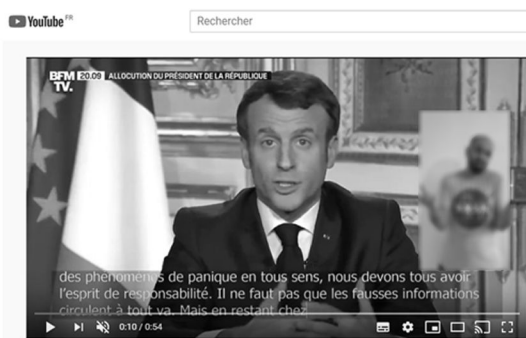 YouTube FR
Rechercher
BFM TV. 20.09 ALLOCUTION DU PRÉSIDENT DE LA RÉPUBLIQUE
des phénomènes de panique en tous sens, nous devons tous avoir
l'esprit de responsabilité. Il ne faut pas que les fausses informations
circulent à tout va. Mais en restant chez
0:10 / 0:54